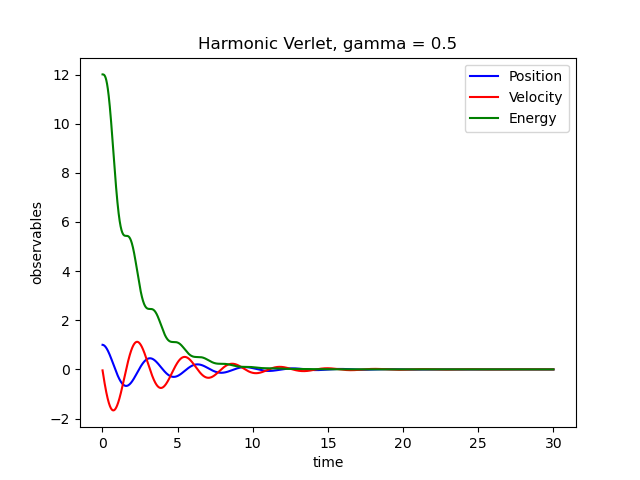 Harmonic Verlet, gamma = 0.5
Position
Velocity
Energy
observables
12
10
8
6
4
2
0
−2
0
5
10
15
20
25
30
time